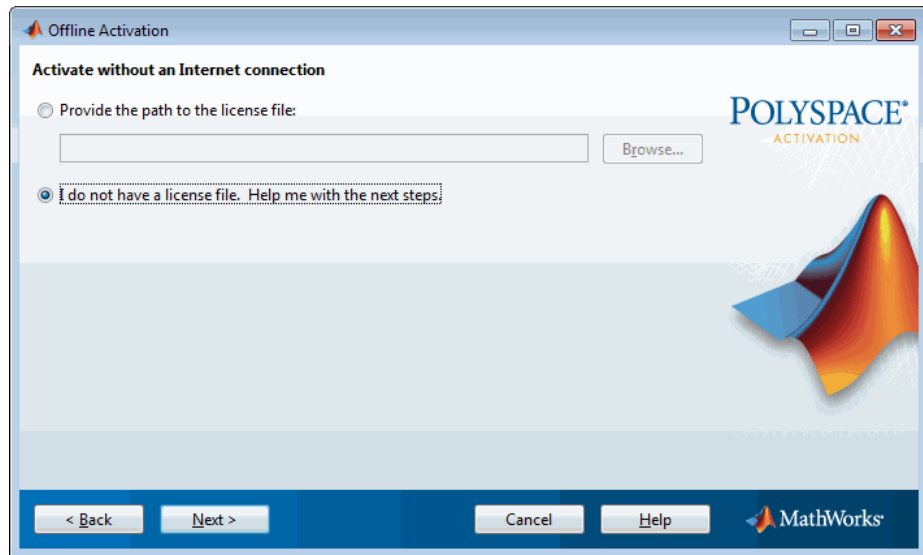 Offline Activation
Activate without an Internet connection
Provide the path to the license file:
Browse...
I do not have a license file. Help me with the next steps.
POLYSPACE®
ACTIVATION
< Back
Next >
Cancel
Help
MathWorks®